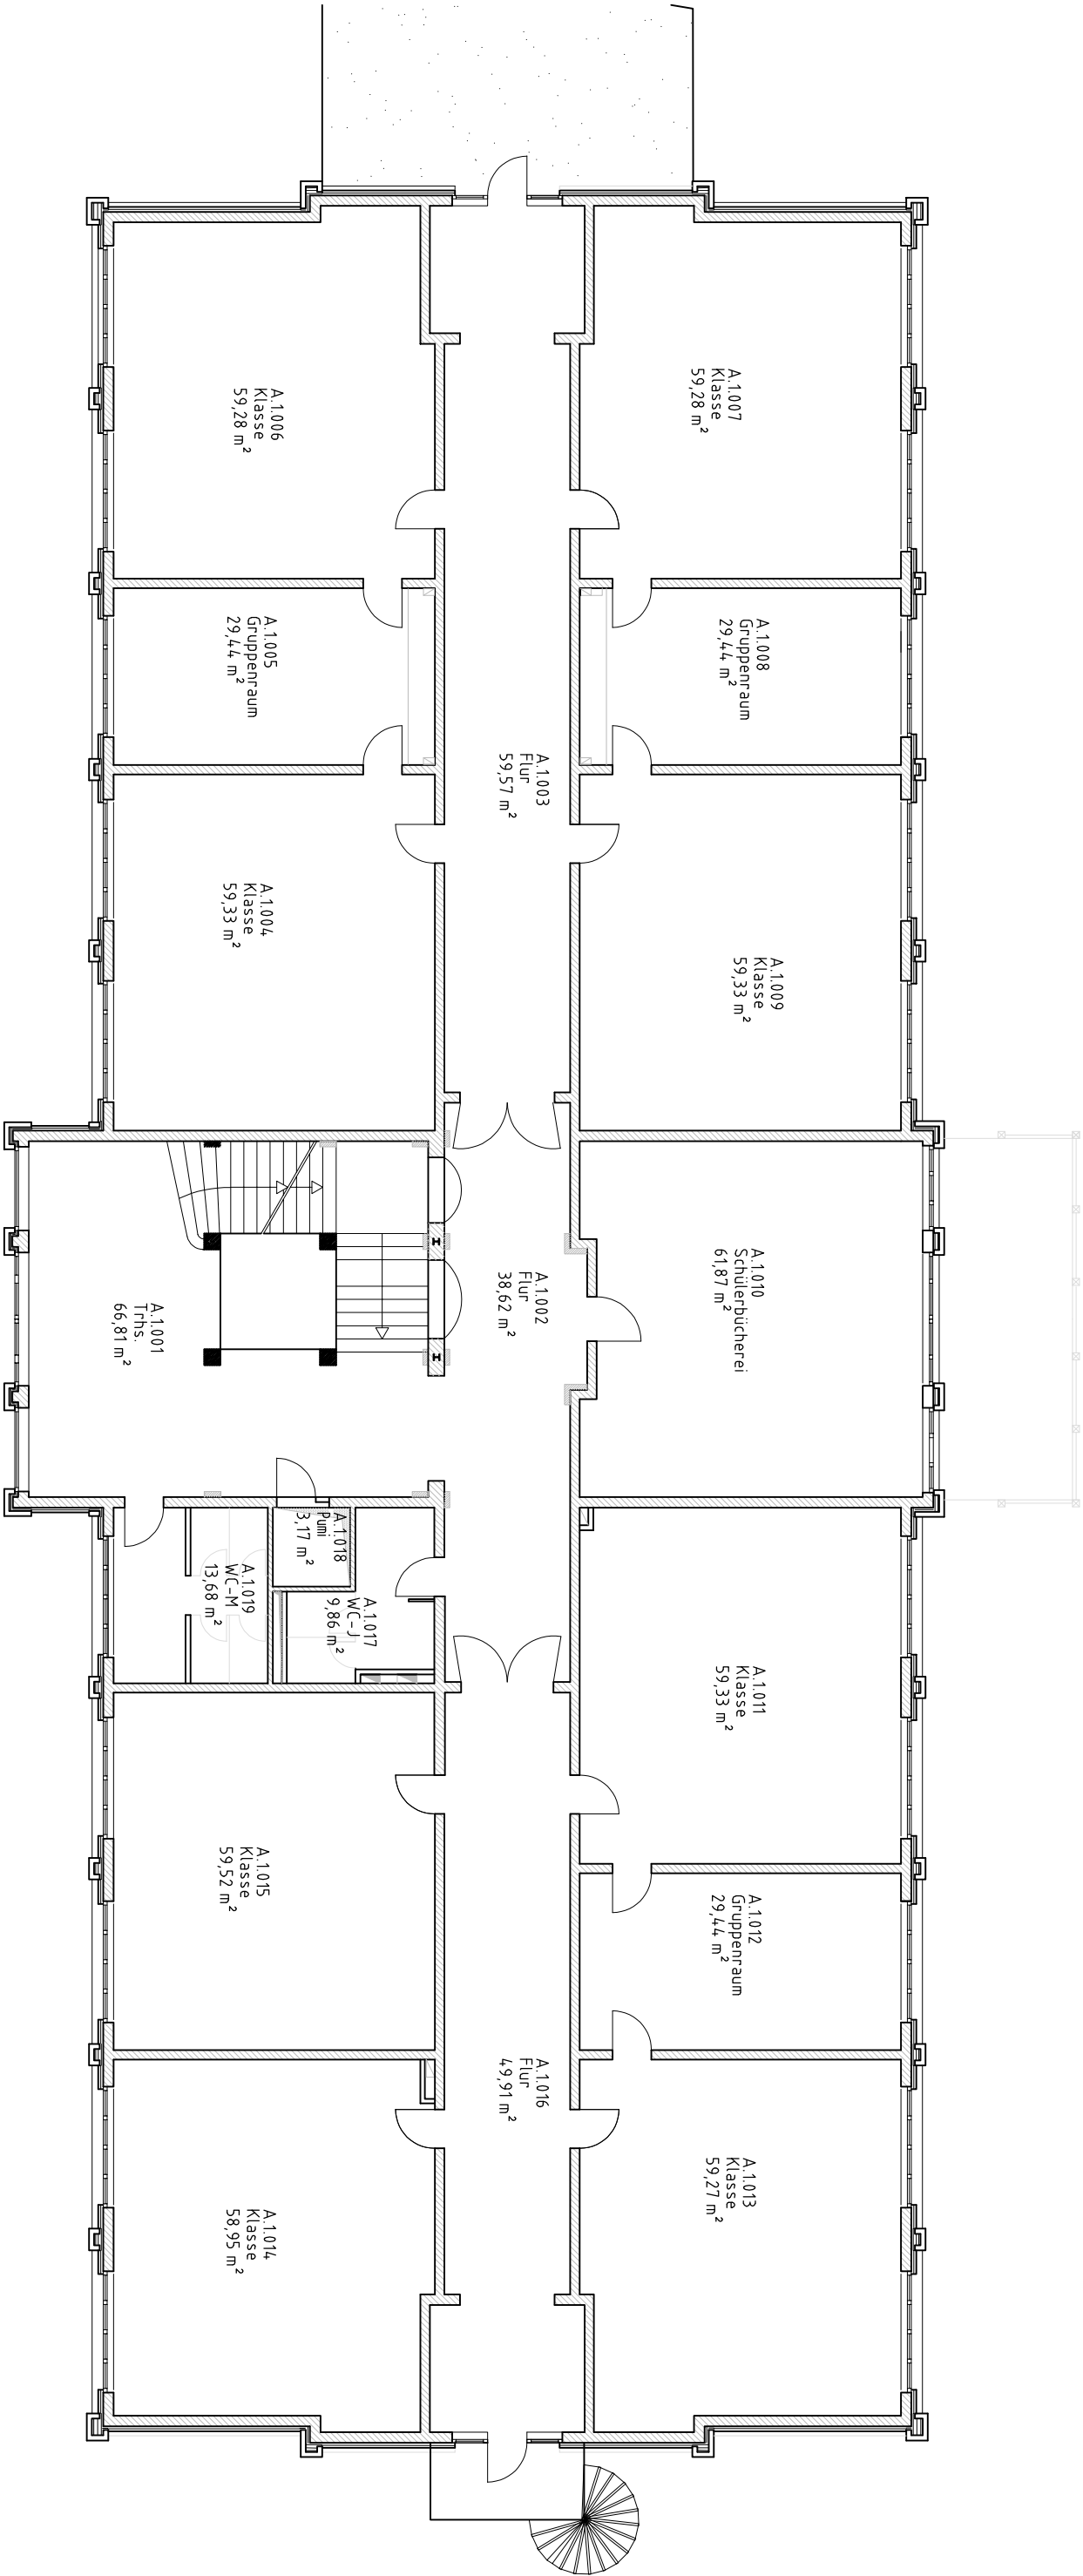 A.1.006
Klasse
59,28 m²
A.1.007
Klasse
59,28 m²
A.1.005
Gruppenraum
29,44 m²
A.1.008
Gruppenraum
29,44 m²
A.1.003
Flur
59,57 m²
A.1.004
Klasse
59,33 m²
A.1.009
Klasse
59,33 m²
A.1.001
Trhs.
66,81 m²
A.1.002
Flur
38,62 m²
A.1.010
Schülerbücherei
61,87 m²
A.1.018
Pumi
3,17 m²
A.1.019
WC-M
13,68 m²
A.1.017
WC-J
9,86 m²
A.1.011
Klasse
59,33 m²
A.1.015
Klasse
59,52 m²
A.1.012
Gruppenraum
29,44 m²
A.1.016
Flur
49,91 m²
A.1.014
Klasse
58,95 m²
A.1.013
Klasse
59,27 m²